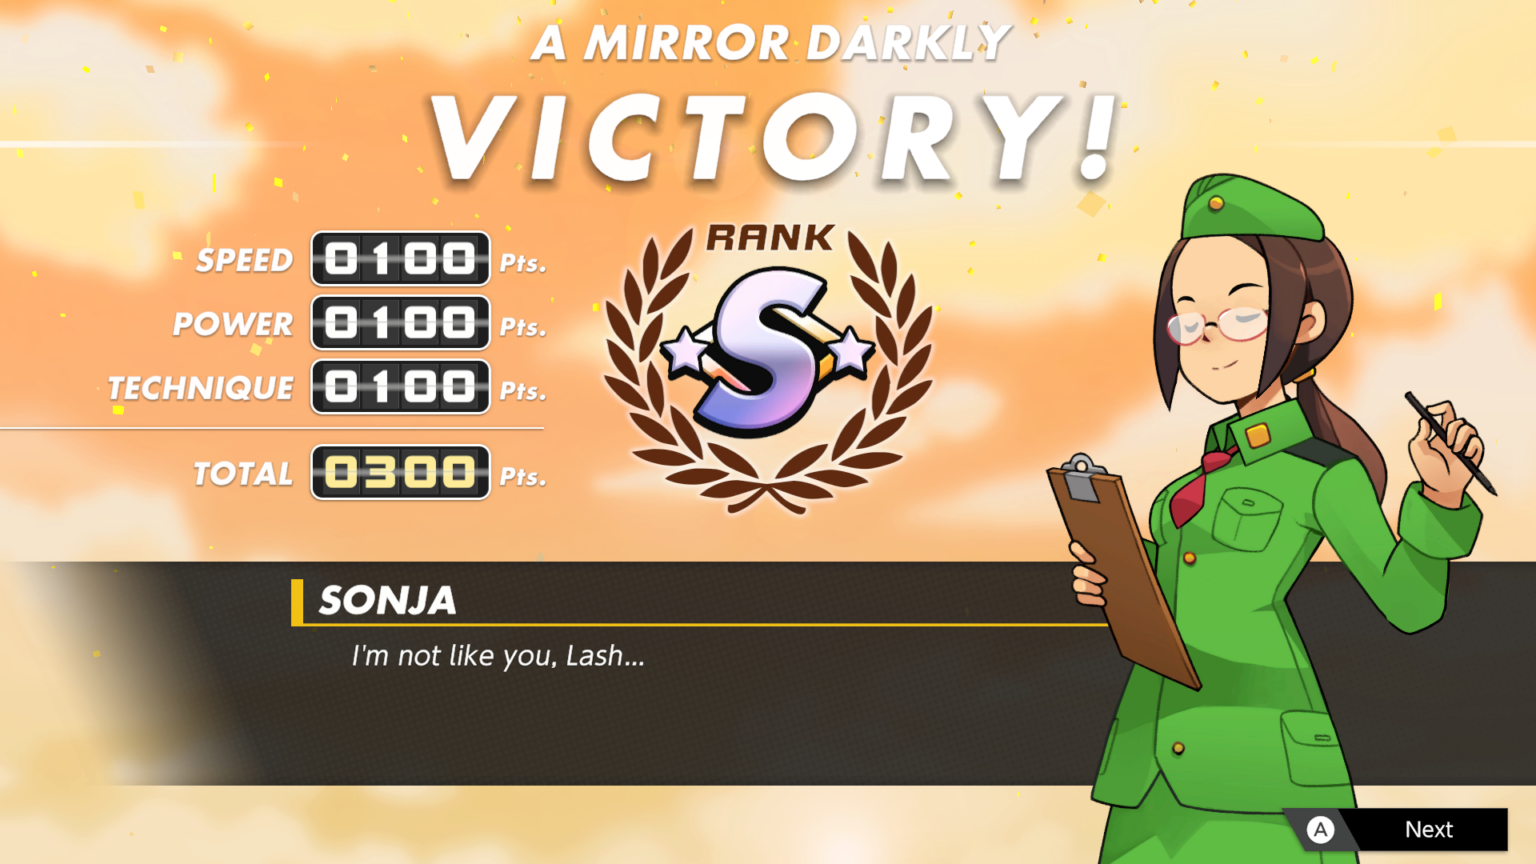 A MIRROR DARKLY
VICTORY!
SPEED 0100 Pts.
POWER 0100 Pts.
TECHNIQUE 0100 Pts.
TOTAL 0300 Pts.
RANK
S
SONJA
I'm not like you, Lash...
A Next